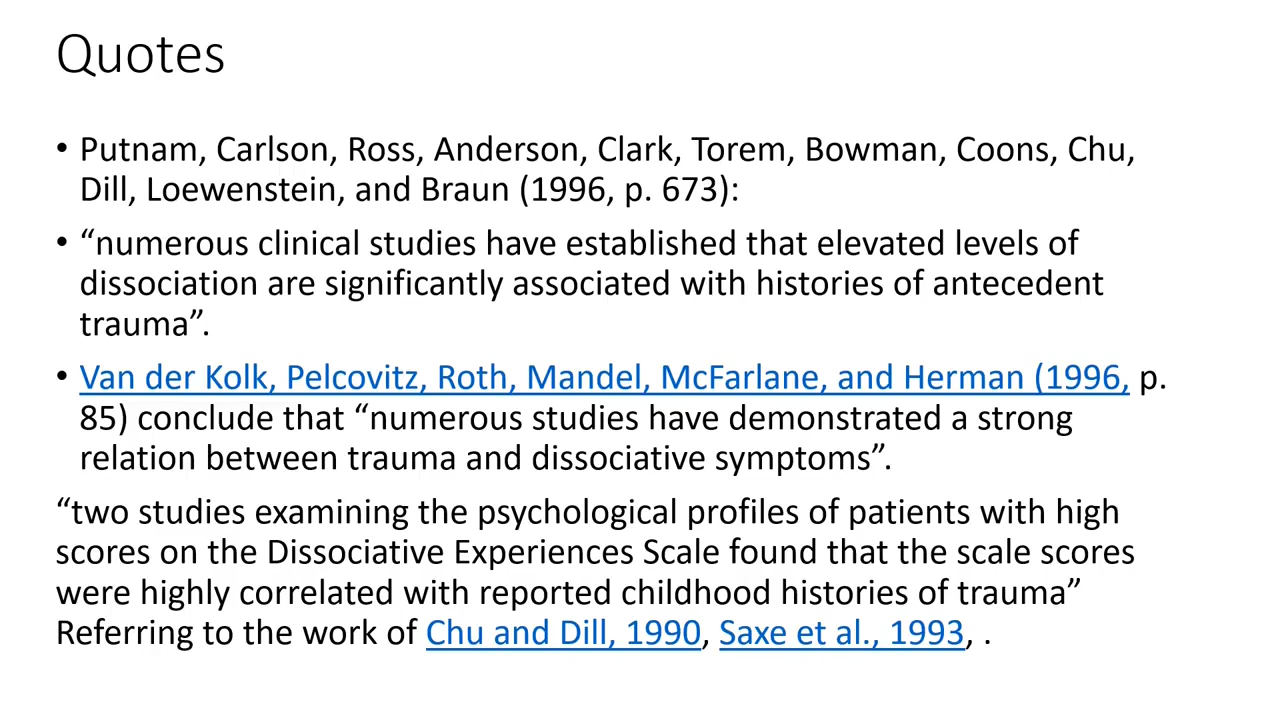 Quotes
• Putnam, Carlson, Ross, Anderson, Clark, Torem, Bowman, Coons, Chu,
Dill, Loewenstein, and Braun (1996, p. 673):
• “numerous clinical studies have established that elevated levels of
dissociation are significantly associated with histories of antecedent
trauma”.
• Van der Kolk, Pelcovitz, Roth, Mandel, McFarlane, and Herman (1996, p.
85) conclude that “numerous studies have demonstrated a strong
relation between trauma and dissociative symptoms”.
“two studies examining the psychological profiles of patients with high
scores on the Dissociative Experiences Scale found that the scale scores
were highly correlated with reported childhood histories of trauma”
Referring to the work of Chu and Dill, 1990, Saxe et al., 1993, .